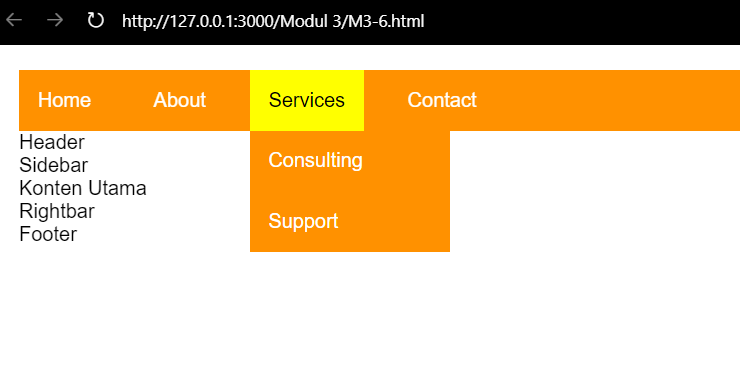 http://127.0.0.1:3000/Modul 3/M3-6.html
Home About Services Contact
Header
Sidebar
Konten Utama
Rightbar
Footer
Consulting
Support